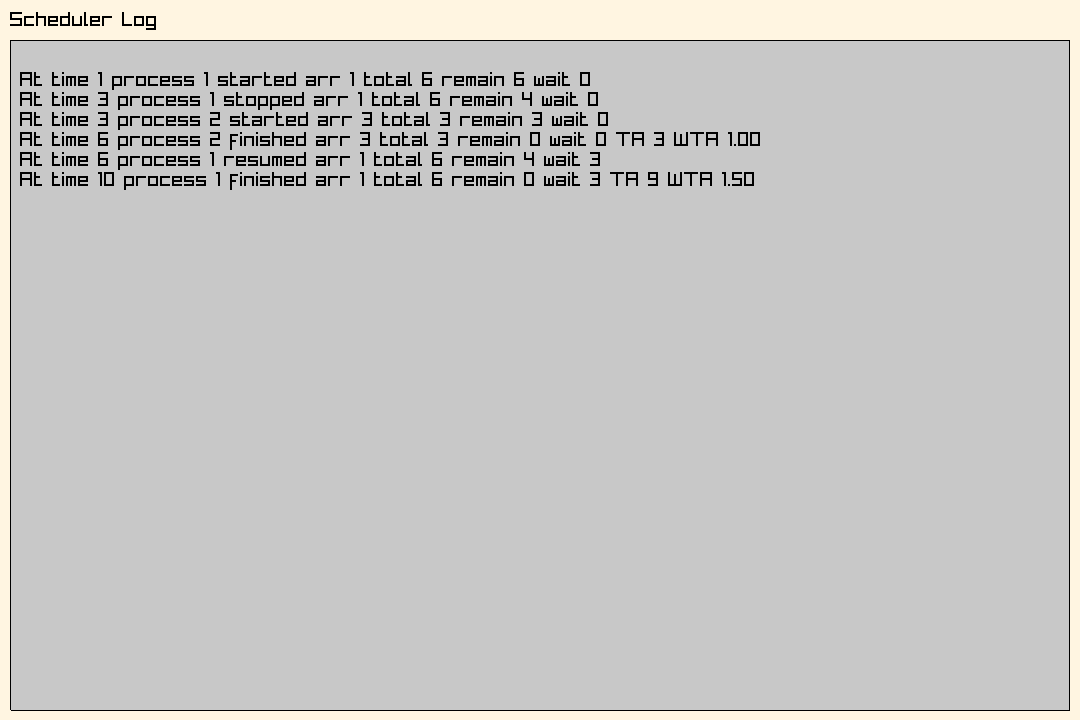 Scheduler Log
At time 1 process 1 started arr 1 total 6 remain 6 wait 0
At time 3 process 1 stopped arr 1 total 6 remain 4 wait 0
At time 3 process 2 started arr 3 total 3 remain 3 wait 0
At time 6 process 2 finished arr 3 total 3 remain 0 wait 0 TA 3 WTA 1.00
At time 6 process 1 resumed arr 1 total 6 remain 4 wait 3
At time 10 process 1 finished arr 1 total 6 remain 0 wait 3 TA 9 WTA 1.50